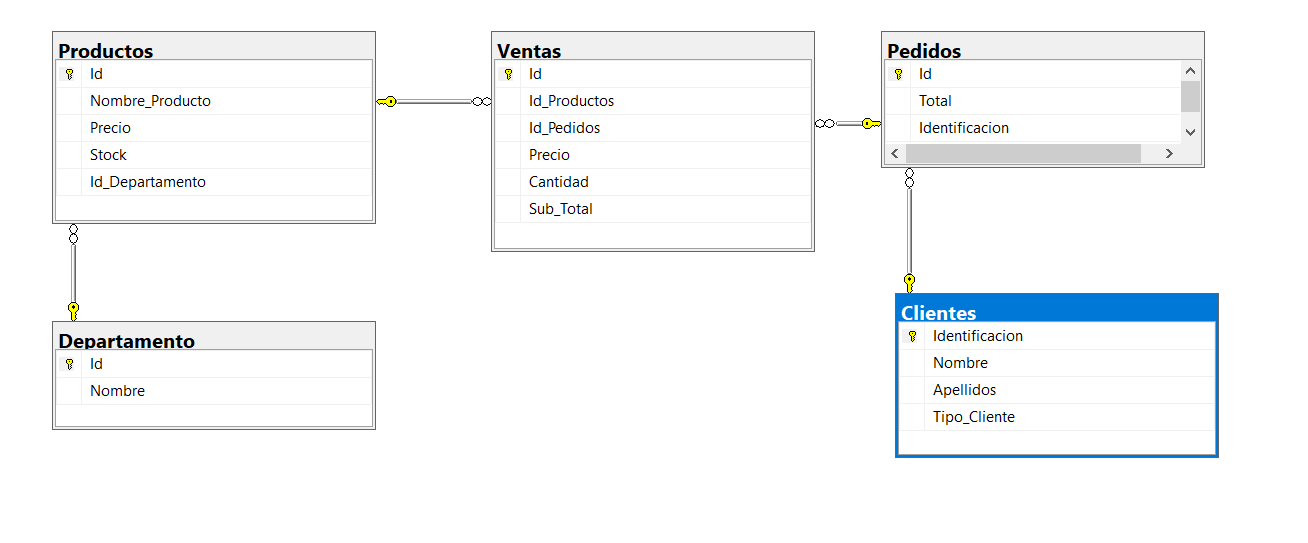 Productos
Id
Nombre_Producto
Precio
Stock
Id_Departamento
Ventas
Id
Id_Productos
Id_Pedidos
Precio
Cantidad
Sub_Total
Pedidos
Id
Total
Identificacion
Departamento
Id
Nombre
Clientes
Identificacion
Nombre
Apellidos
Tipo_Cliente